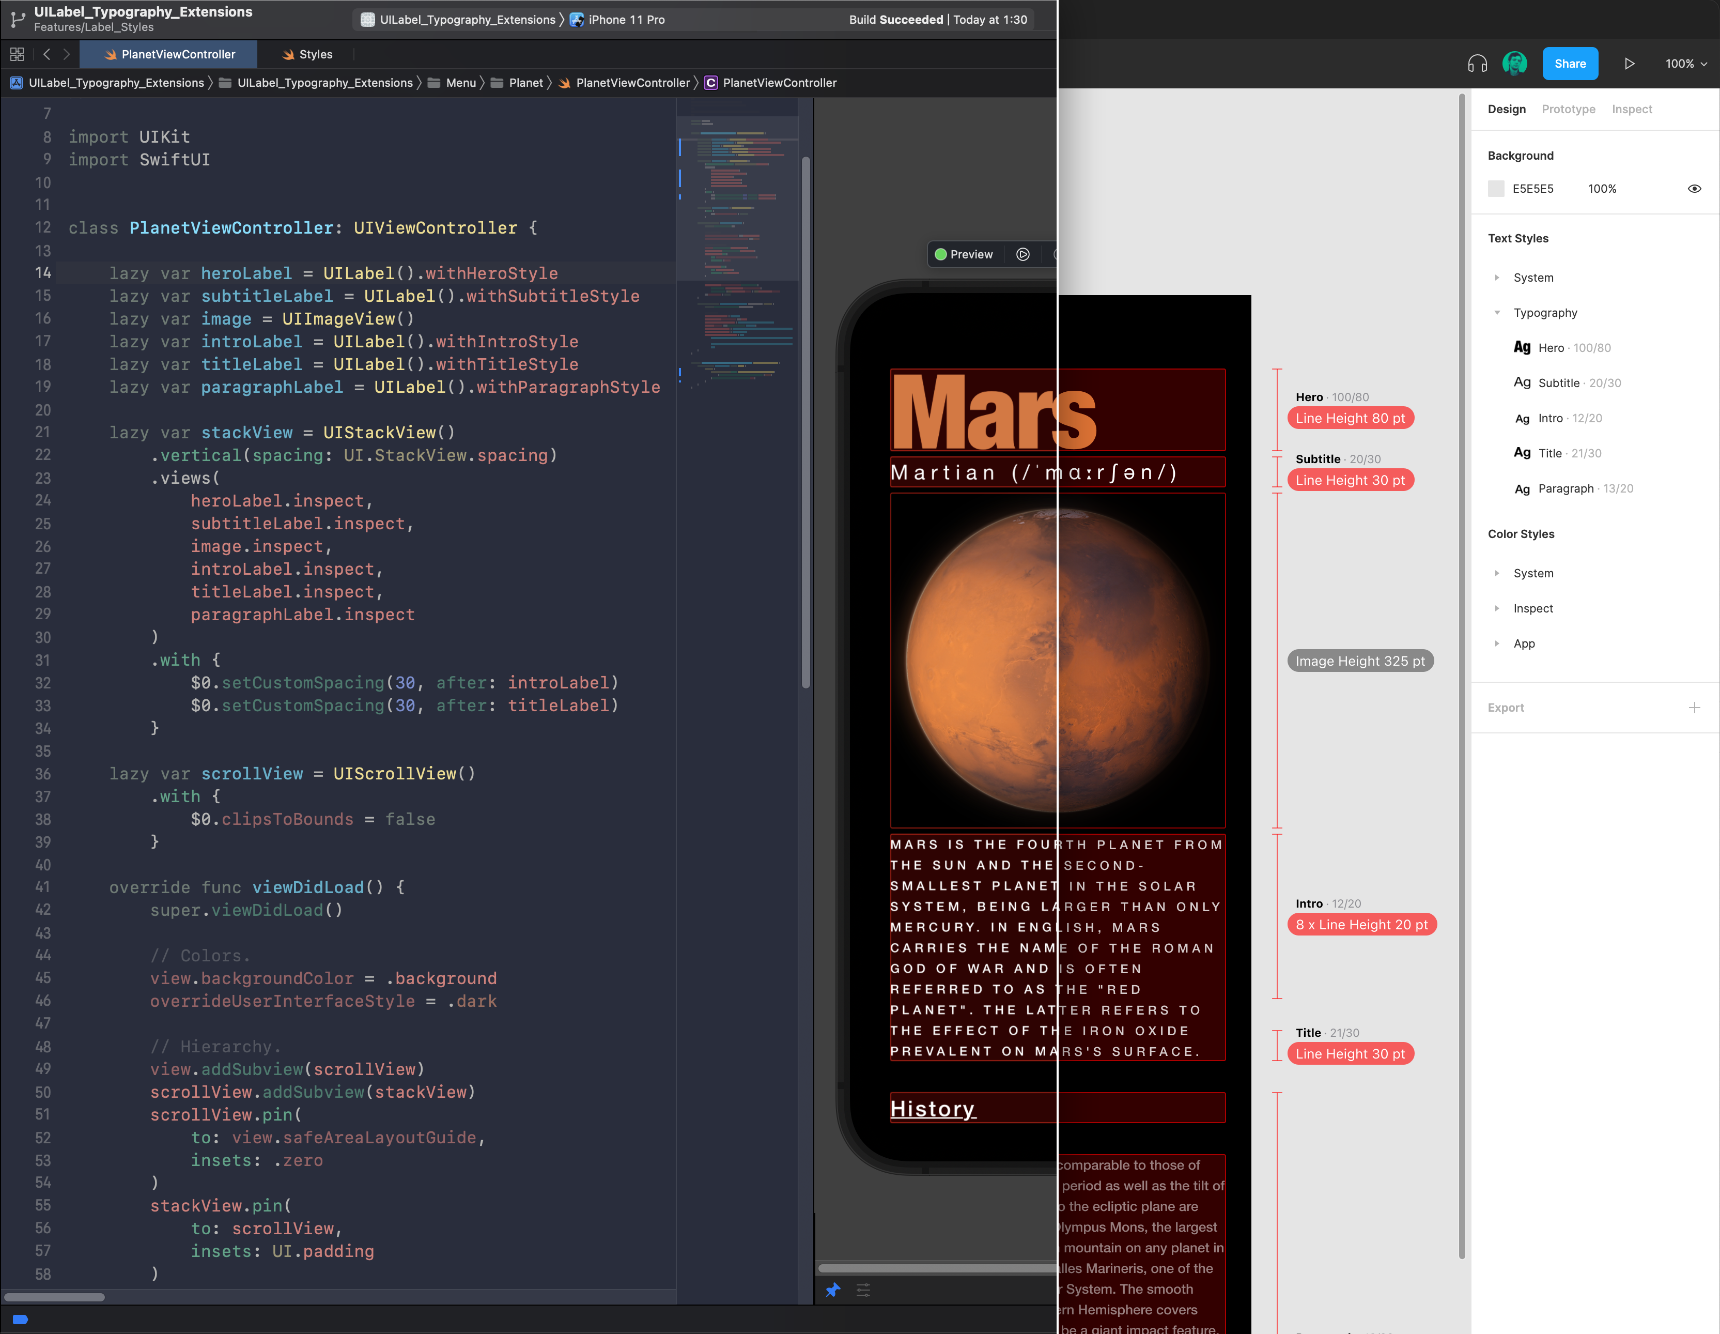 UILabel_Typography_Extensions
Features/Label_Styles
UILabel_Typography_Extensions
iPhone 11 Pro
Build Succeeded | Today at 1:30
PlanetViewController
Styles
UILabel_Typography_Extensions
UILabel_Typography_Extensions
Menu
Planet
PlanetViewController
C PlanetViewController
7
8 import UIKit
9 import SwiftUI
10
11
12 class PlanetViewController: UIViewController {
13
14 lazy var heroLabel = UILabel().withHeroStyle
15 lazy var subtitleLabel = UILabel().withSubtitleStyle
16 lazy var image = UIImageView()
17 lazy var introLabel = UILabel().withIntroStyle
18 lazy var titleLabel = UILabel().withTitleStyle
19 lazy var paragraphLabel = UILabel().withParagraphStyle
20
21 lazy var stackView = UIStackView()
22 .vertical(spacing: UI.StackView.spacing)
23 .views(
24 heroLabel.inspect,
25 subtitleLabel.inspect,
26 image.inspect,
27 introLabel.inspect,
28 titleLabel.inspect,
29 paragraphLabel.inspect
30 )
31 .with {
32 $0.setCustomSpacing(30, after: introLabel)
33 $0.setCustomSpacing(30, after: titleLabel)
34 }
35
36 lazy var scrollView = UIScrollView()
37 .with {
38 $0.clipsToBounds = false
39 }
40
41 override func viewDidLoad() {
42 super.viewDidLoad()
43
44 // Colors.
45 view.backgroundColor = .background
46 overrideUserInterfaceStyle = .dark
47
48 // Hierarchy.
49 view.addSubview(scrollView)
50 scrollView.addSubview(stackView)
51 scrollView.pin(
52 to: view.safeAreaLayoutGuide,
53 insets: .zero
54 )
55 stackView.pin(
56 to: scrollView,
57 insets: UI.padding
58 )
Preview
Mars
Martian (/ˈmɑːrʃən/)
MARS IS THE FOURTH PLANET FROM
THE SUN AND THE SECOND-
SMALLEST PLANET IN THE SOLAR
SYSTEM, BEING LARGER THAN ONLY
MERCURY. IN ENGLISH, MARS
CARRIES THE NAME OF THE ROMAN
GOD OF WAR AND IS OFTEN
REFERRED TO AS THE "RED
PLANET". THE LATTER REFERS TO
THE EFFECT OF THE IRON OXIDE
PREVALENT ON MARS'S SURFACE.
History
comparable to those of
period as well as the tilt of
the ecliptic plane are
Olympus Mons, the largest
mountain on any planet in
Marineris, one of the
System. The smooth
Hemisphere covers
be a giant impact feature.
Hero · 100/80
Line Height 80 pt
Subtitle · 20/30
Line Height 30 pt
Image Height 325 pt
Intro · 12/20
8 x Line Height 20 pt
Title · 21/30
Line Height 30 pt
Share
100%
Design Prototype Inspect
Background
E5E5E5 100%
Text Styles
System
Typography
Ag Hero · 100/80
Ag Subtitle · 20/30
Ag Intro · 12/20
Ag Title · 21/30
Ag Paragraph · 13/20
Color Styles
System
Inspect
App
Export